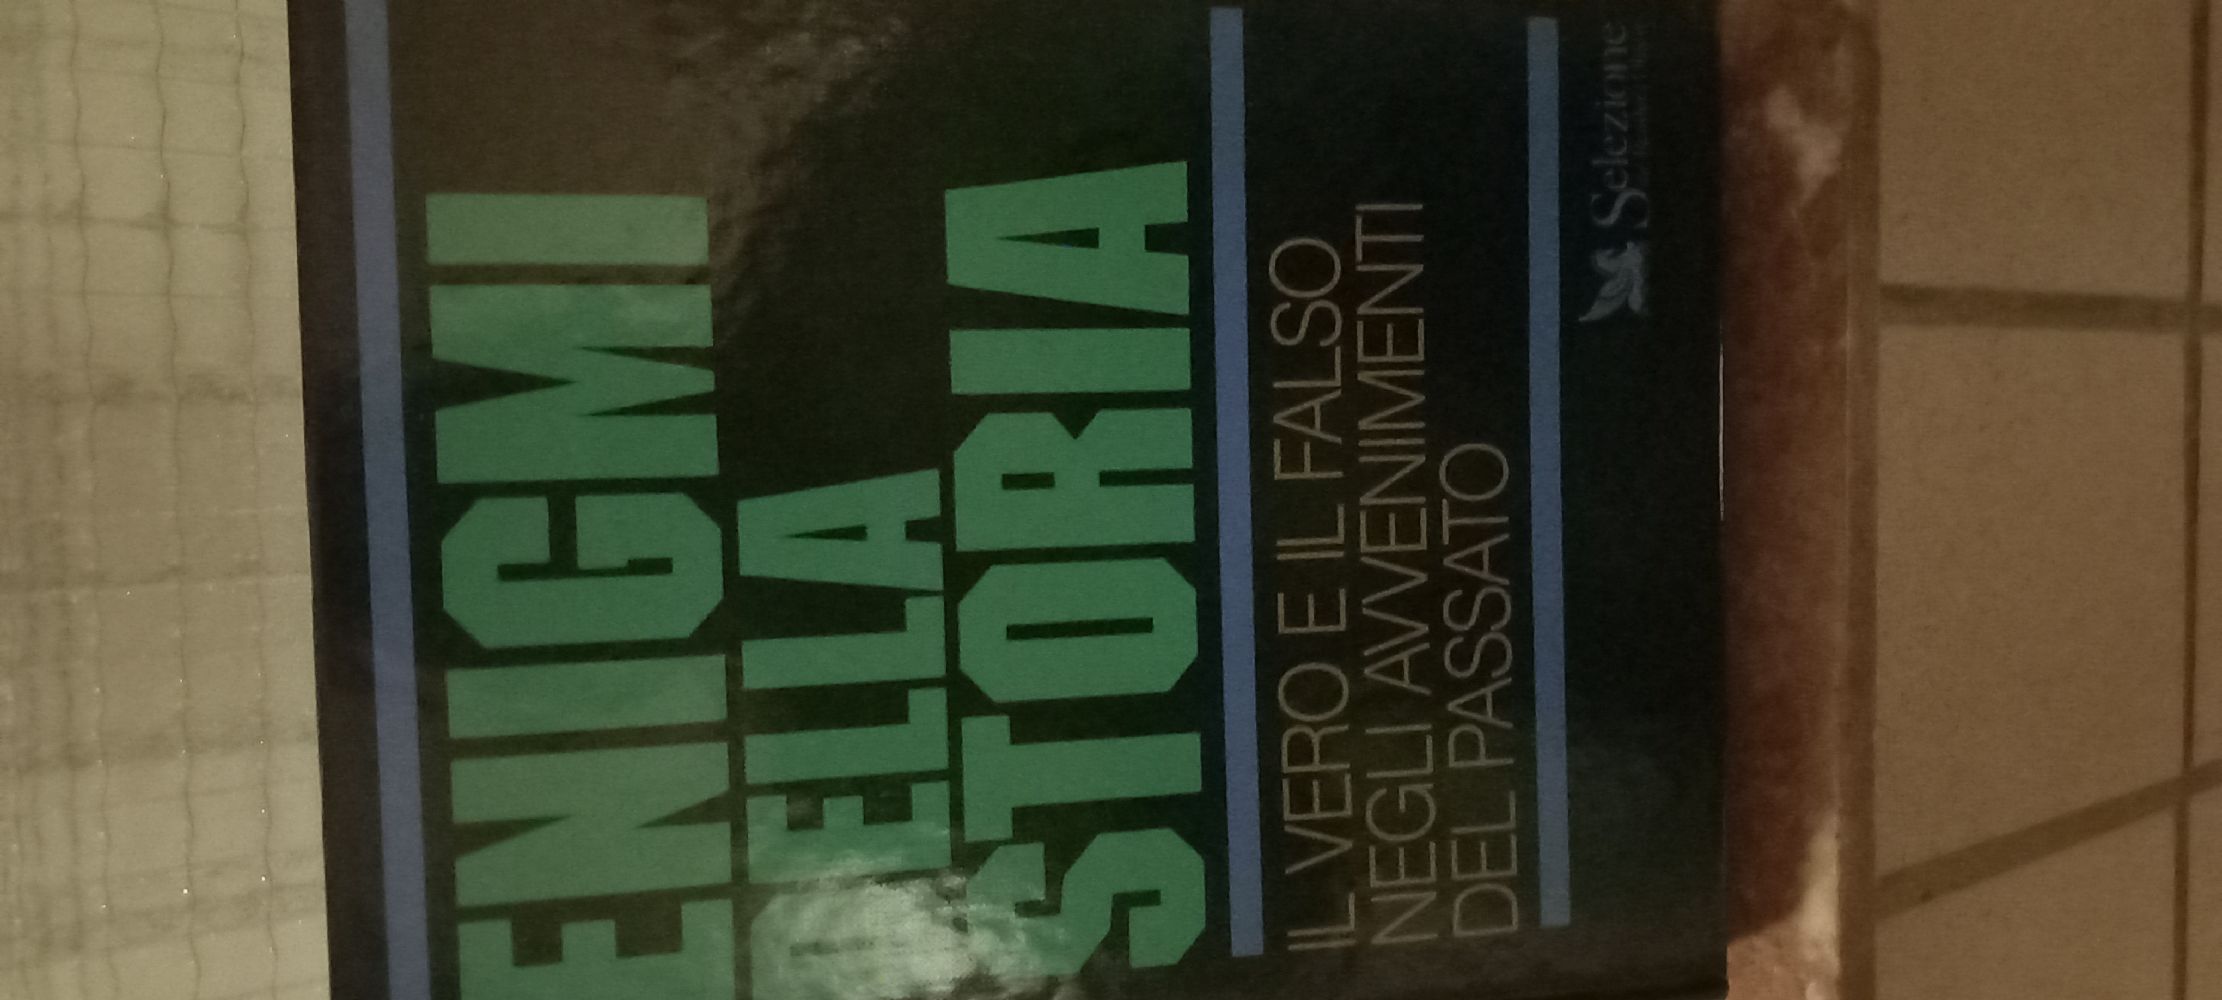 ENIGMI
DELLA
STORIA
IL VERO E IL FALSO
NEGLI AVVENIMENTI
DEL PASSATO
Selezione